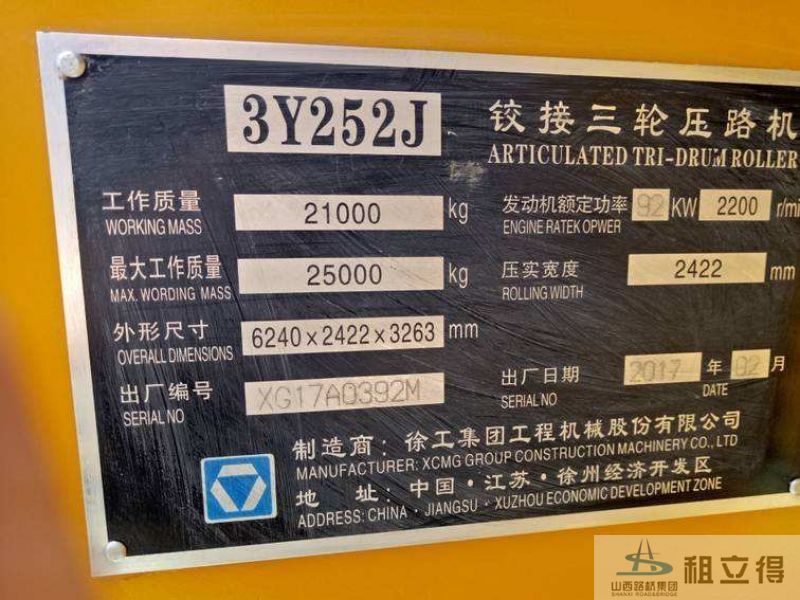 3Y252J 铰接三轮压路机
ARTICULATED TRI-DRUM ROLLER
工作质量 21000 kg 发动机额定功率 92 KW 2200 r/mi
WORKING MASS ENGINE RATEK OPWER
最大工作质量 25000 kg 压实宽度 2422 mm
MAX. WORDING MASS ROLLING WIDTH
外形尺寸 6240×2422×3263 mm
OVERALL DIMENSIONS
出厂编号 XG17A0392M 出厂日期 2017 年 02 月
SERIAL NO SERIAL NO DATE
制造商：徐工集团工程机械股份有限公司
MANUFACTURER: XCMG GROUP CONSTRUCTION MACHINERY CO., LTD
地 址：中国·江苏·徐州经济开发区
ADDRESS: CHINA · JIANGSU · XUZHOU ECONOMIC DEVELOPMENT ZONE
山西路桥集团 租立得
SHANXI ROAD&BRIDGE